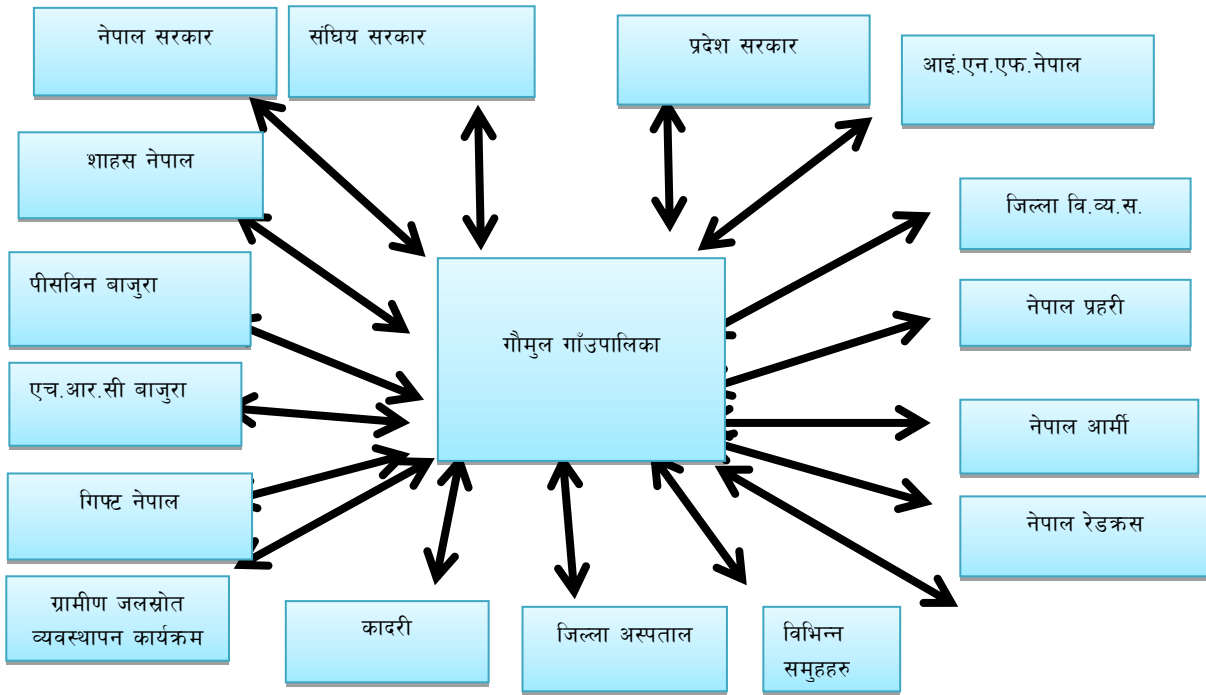 नेपाल सरकार
संघिय सरकार
प्रदेश सरकार
आइं.एन.एफ.नेपाल
शाहस नेपाल
जिल्ला वि.व्य.स.
पीसविन बाजुरा
नेपाल प्रहरी
गौमुल गाँउपालिका
एच.आर.सी बाजुरा
नेपाल आर्मी
गिफ्ट नेपाल
नेपाल रेडक्रस
ग्रामीण जलस्रोत
व्यवस्थापन कार्यक्रम
कादरी
जिल्ला अस्पताल
विभिन्न
समुहहरु